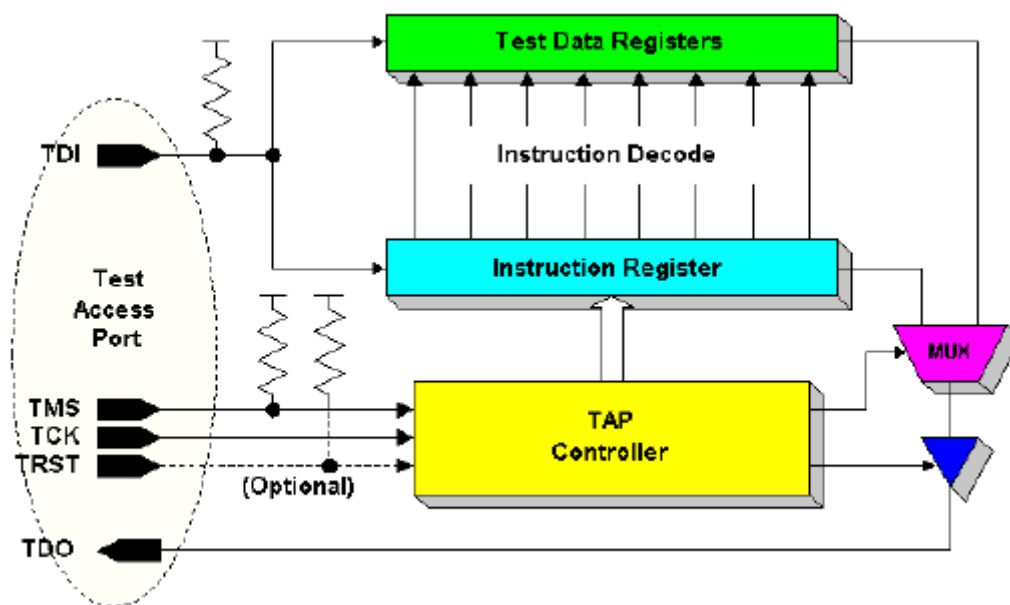 Test Data Registers
TDI
Instruction Decode
Instruction Register
Test
Access
Port
MUX
TMS
TCK
TRST
(Optional)
TAP
Controller
TDO